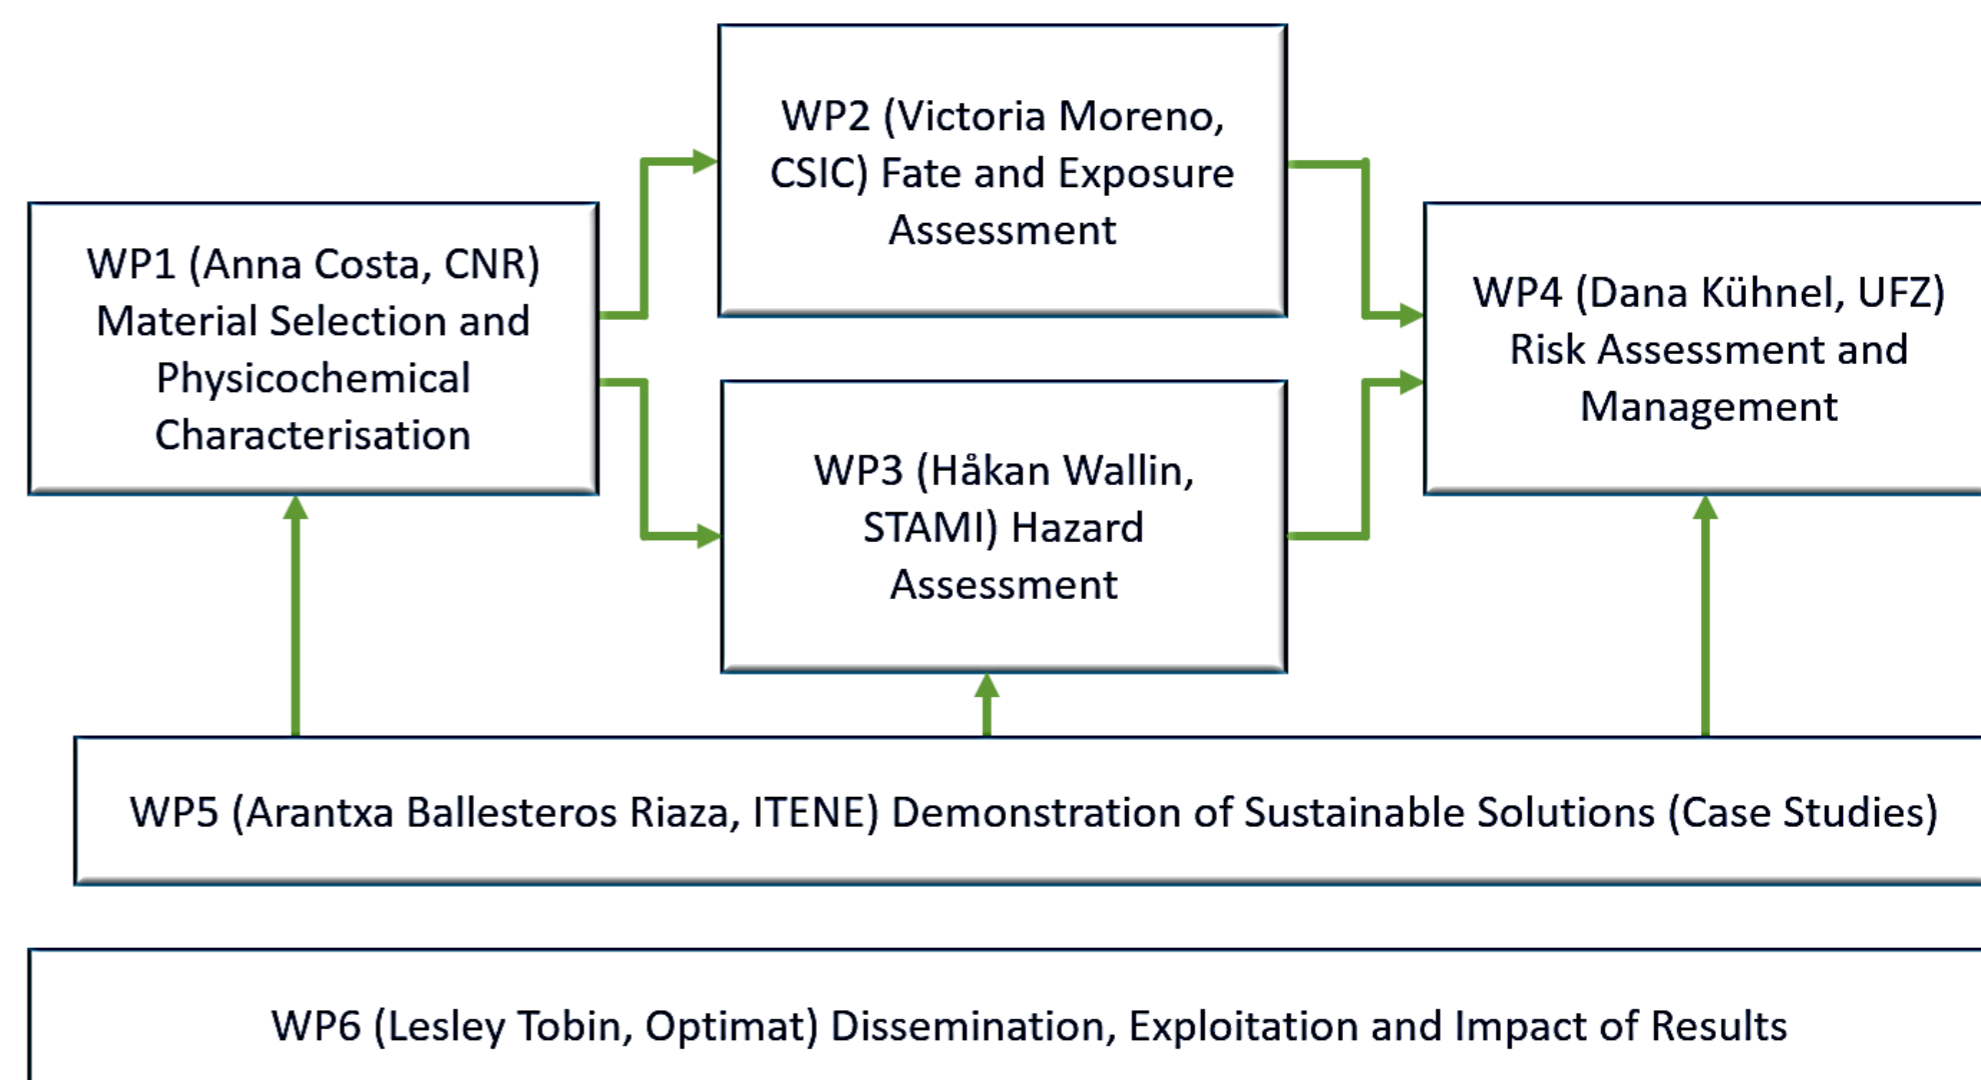 WP2 (Victoria Moreno,
CSIC) Fate and Exposure
Assessment
WP1 (Anna Costa, CNR)
Material Selection and
Physicochemical
Characterisation
WP4 (Dana Kühnel, UFZ)
Risk Assessment and
Management
WP3 (Håkan Wallin,
STAMI) Hazard
Assessment
WP5 (Arantxa Ballesteros Riaza, ITENE) Demonstration of Sustainable Solutions (Case Studies)
WP6 (Lesley Tobin, Optimat) Dissemination, Exploitation and Impact of Results